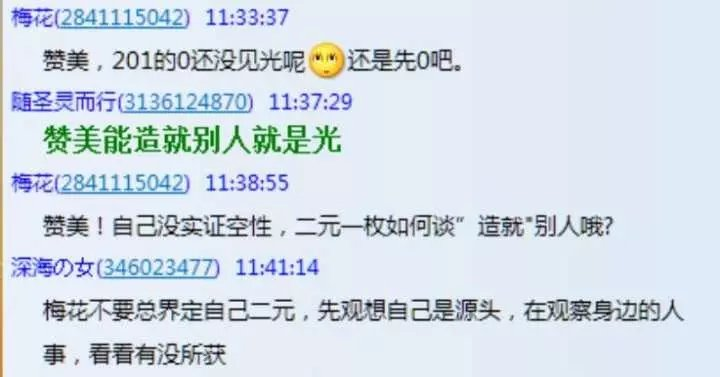 梅花(2841115042) 11:33:37
赞美，201的0还没见光呢还是先0吧。
随圣灵而行(3136124870) 11:37:29
赞美能造就别人就是光
梅花(2841115042) 11:38:55
赞美！自己没实证空性，二元一枚如何谈”造就"别人哦?
深海の女(346023477) 11:41:14
梅花不要总界定自己二元，先观想自己是源头，在观察身边的人
事，看看有没所获